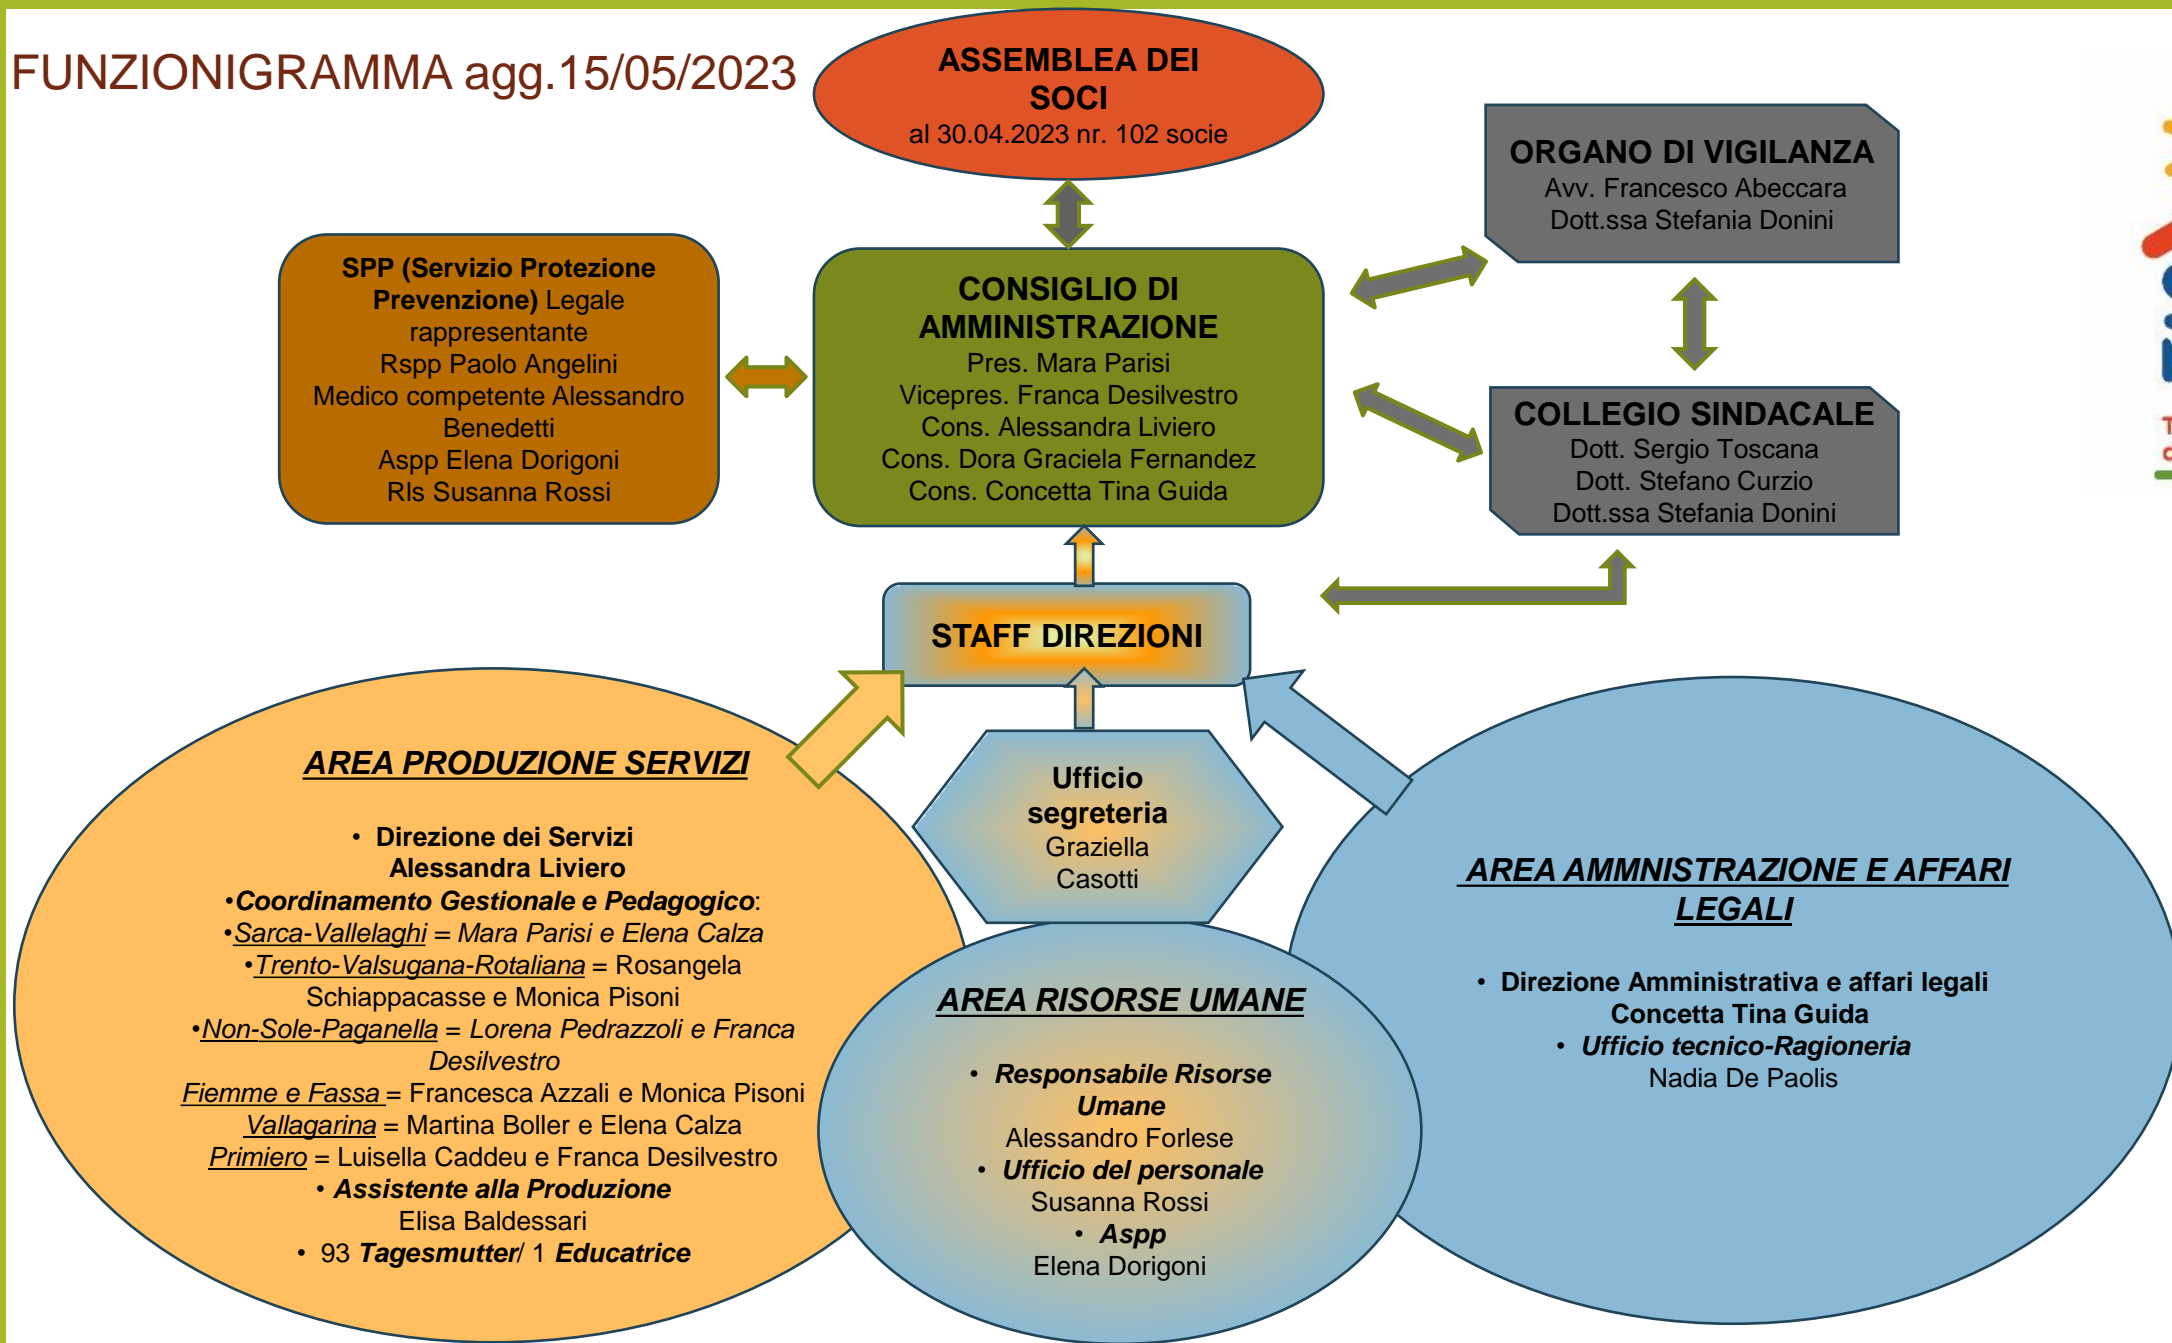 FUNZIONIGRAMMA agg.15/05/2023
ASSEMBLEA DEI
SOCI
al 30.04.2023 nr. 102 socie
ORGANO DI VIGILANZA
Avv. Francesco Abeccara
Dott.ssa Stefania Donini
SPP (Servizio Protezione
Prevenzione) Legale
rappresentante
Rspp Paolo Angelini
Medico competente Alessandro
Benedetti
Aspp Elena Dorigoni
Rls Susanna Rossi
CONSIGLIO DI
AMMINISTRAZIONE
Pres. Mara Parisi
Vicepres. Franca Desilvestro
Cons. Alessandra Liviero
Cons. Dora Graciela Fernandez
Cons. Concetta Tina Guida
COLLEGIO SINDACALE
Dott. Sergio Toscana
Dott. Stefano Curzio
Dott.ssa Stefania Donini
STAFF DIREZIONI
AREA PRODUZIONE SERVIZI
• Direzione dei Servizi
Alessandra Liviero
•Coordinamento Gestionale e Pedagogico:
•Sarca-Vallelaghi = Mara Parisi e Elena Calza
•Trento-Valsugana-Rotaliana = Rosangela
Schiappacasse e Monica Pisoni
•Non-Sole-Paganella = Lorena Pedrazzoli e Franca
Desilvestro
Fiemme e Fassa = Francesca Azzali e Monica Pisoni
Vallagarina = Martina Boller e Elena Calza
Primiero = Luisella Caddeu e Franca Desilvestro
• Assistente alla Produzione
Elisa Baldessari
• 93 Tagesmutter/ 1 Educatrice
Ufficio
segreteria
Graziella
Casotti
AREA RISORSE UMANE
• Responsabile Risorse
Umane
Alessandro Forlese
• Ufficio del personale
Susanna Rossi
• Aspp
Elena Dorigoni
AREA AMMNISTRAZIONE E AFFARI
LEGALI
• Direzione Amministrativa e affari legali
Concetta Tina Guida
• Ufficio tecnico-Ragioneria
Nadia De Paolis